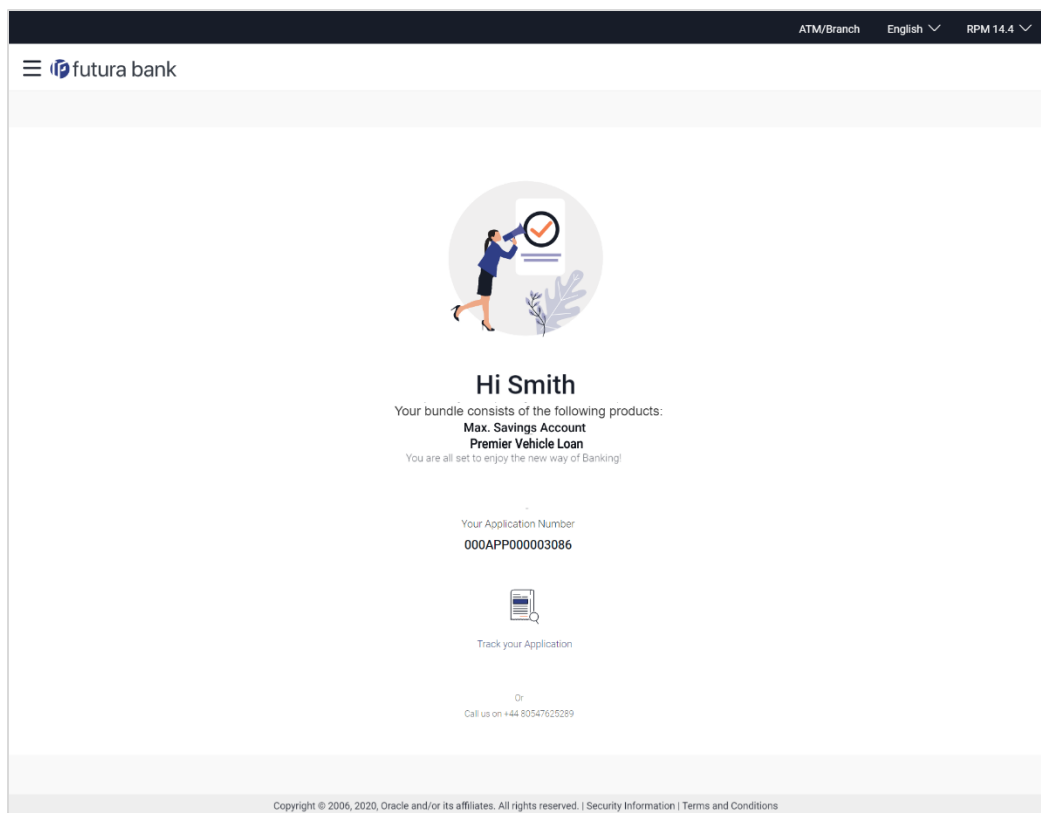 ATM/Branch English RPM 14.4
futura bank
Hi Smith
Your bundle consists of the following products:
Max. Savings Account
Premier Vehicle Loan
You are all set to enjoy the new way of Banking!
Your Application Number
000APP000003086
Track your Application
Or
Call us on +44 80547625289
Copyright © 2006, 2020, Oracle and/or its affiliates. All rights reserved. | Security Information | Terms and Conditions